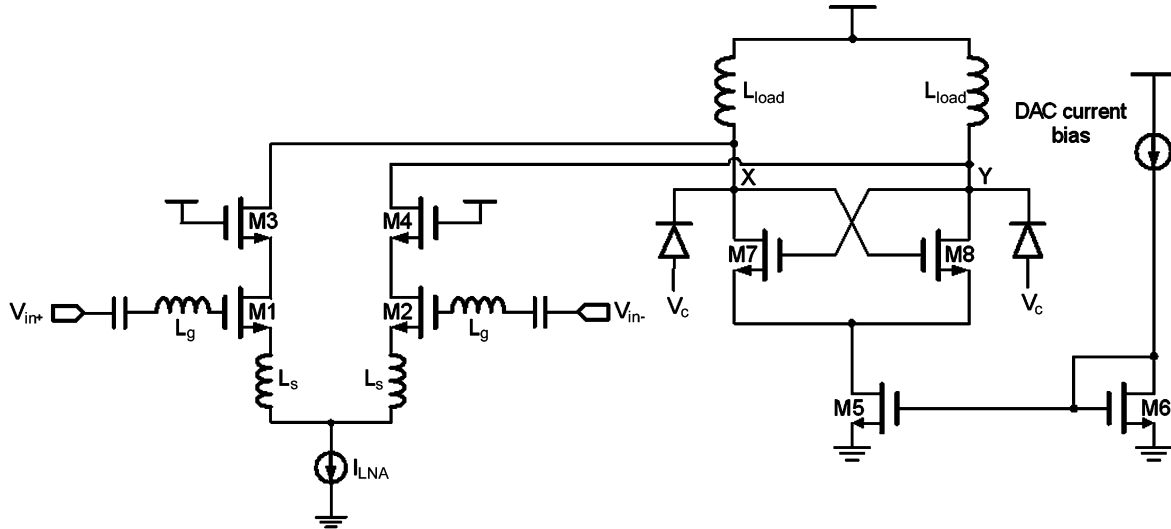 L_load
L_load
DAC current
bias
X
Y
M3
M4
M7
M8
V_in+
L_g
M1
M2
L_g
V_in-
V_c
V_c
L_s
L_s
M5
M6
I_LNA